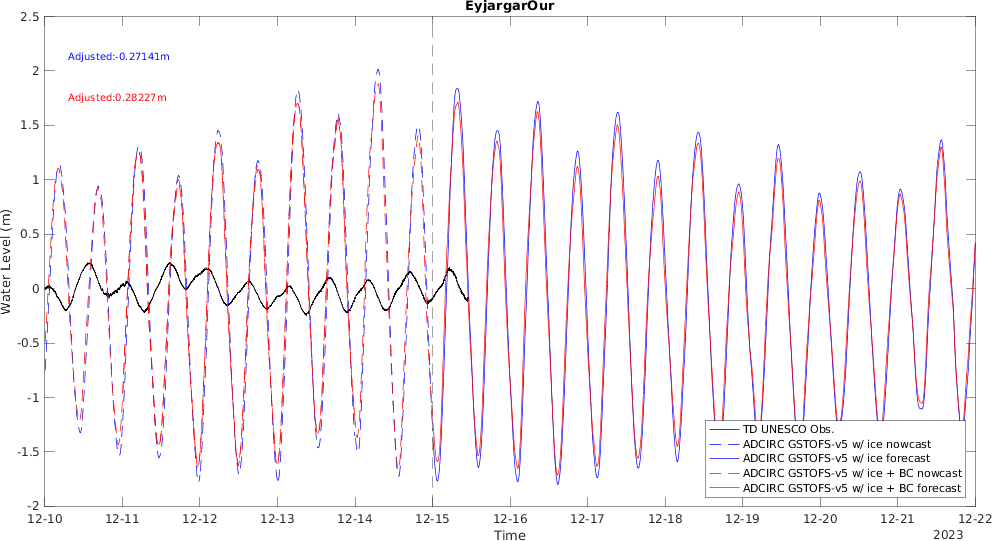 EyjargarOur
Adjusted:-0.27141m
Adjusted:0.28227m
Water Level (m)
2.5
2
1.5
1
0.5
0
-0.5
-1
-1.5
-2
TD UNESCO Obs.
ADCIRC GSTOFS-v5 w/ ice nowcast
ADCIRC GSTOFS-v5 w/ ice forecast
ADCIRC GSTOFS-v5 w/ ice + BC nowcast
ADCIRC GSTOFS-v5 w/ ice + BC forecast
12-10 12-11 12-12 12-13 12-14 12-15 12-16 12-17 12-18 12-19 12-20 12-21 12-22
Time
2023